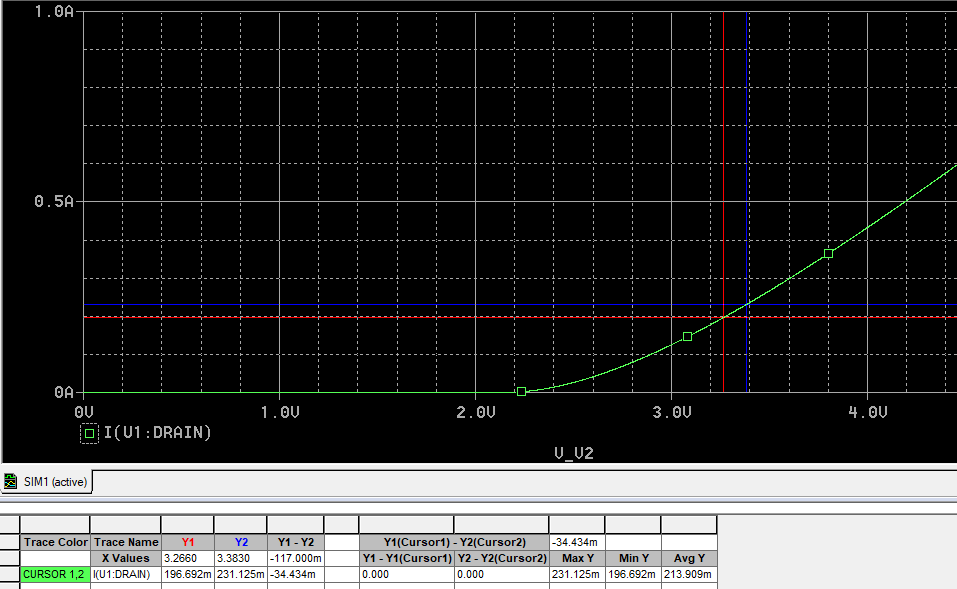 1.0A
0.5A
0A
0V 1.0V 2.0V 3.0V 4.0V
I(U1:DRAIN)
V_V2
SIM1 (active)
Trace Color Trace Name Y1 Y2 Y1 - Y2 Y1(Cursor1) - Y2(Cursor2) -34.434m
X Values 3.2660 3.3830 -117.000m Y1 - Y1(Cursor1) Y2 - Y2(Cursor2) Max Y Min Y Avg Y
CURSOR 1,2 I(U1:DRAIN) 196.692m 231.125m -34.434m 0.000 0.000 231.125m 196.692m 213.909m